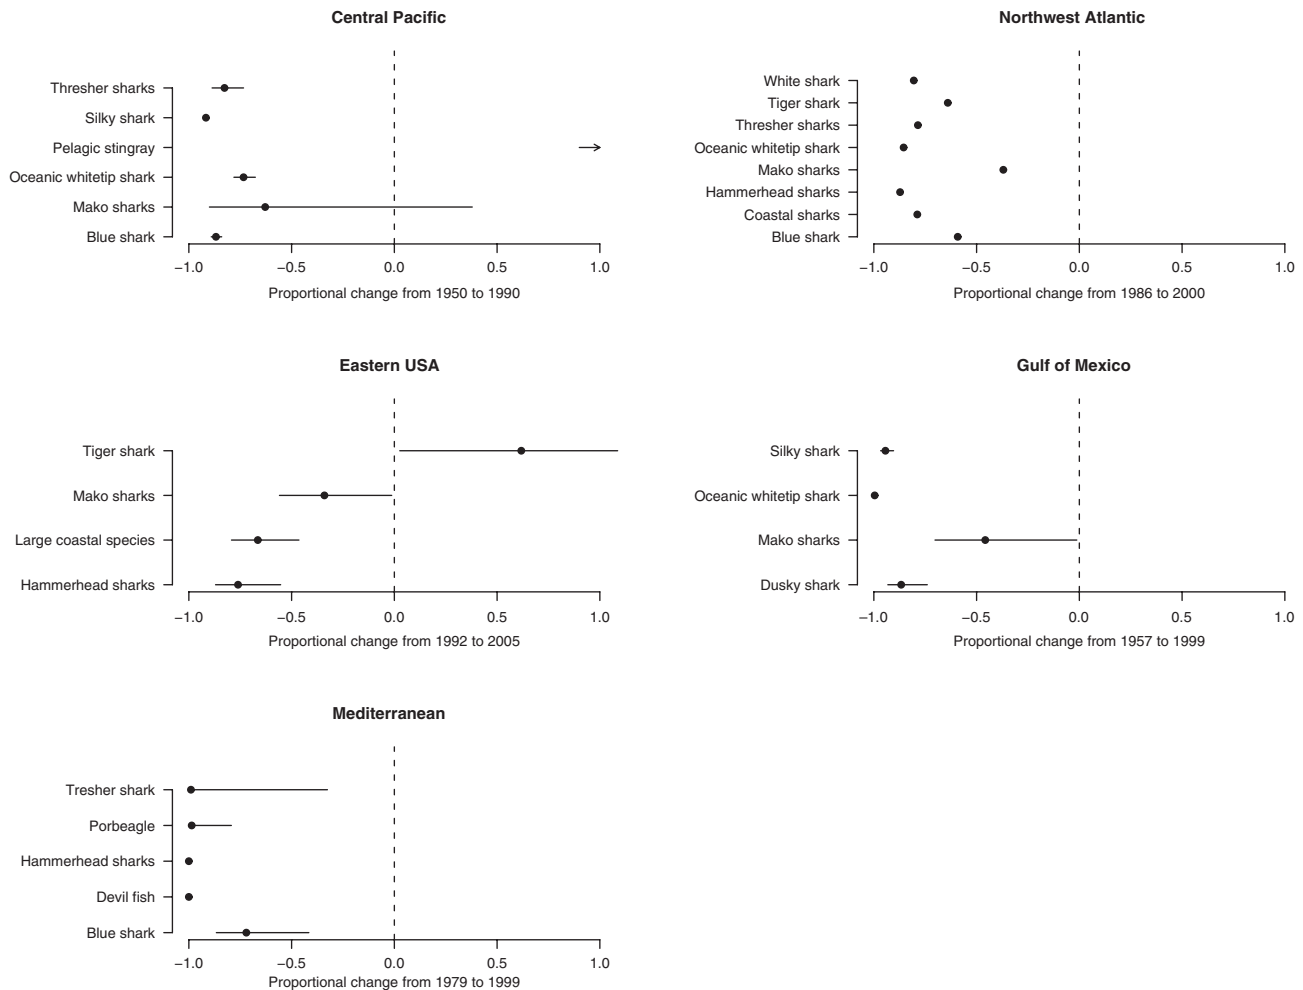 Central Pacific
Thresher sharks
Silky shark
Pelagic stingray
Oceanic whitetip shark
Mako sharks
Blue shark
−1.0 −0.5 0.0 0.5 1.0
Proportional change from 1950 to 1990
Northwest Atlantic
White shark
Tiger shark
Thresher sharks
Oceanic whitetip shark
Mako sharks
Hammerhead sharks
Coastal sharks
Blue shark
−1.0 −0.5 0.0 0.5 1.0
Proportional change from 1986 to 2000
Eastern USA
Tiger shark
Mako sharks
Large coastal species
Hammerhead sharks
−1.0 −0.5 0.0 0.5 1.0
Proportional change from 1992 to 2005
Gulf of Mexico
Silky shark
Oceanic whitetip shark
Mako sharks
Dusky shark
−1.0 −0.5 0.0 0.5 1.0
Proportional change from 1957 to 1999
Mediterranean
Tresher shark
Porbeagle
Hammerhead sharks
Devil fish
Blue shark
−1.0 −0.5 0.0 0.5 1.0
Proportional change from 1979 to 1999